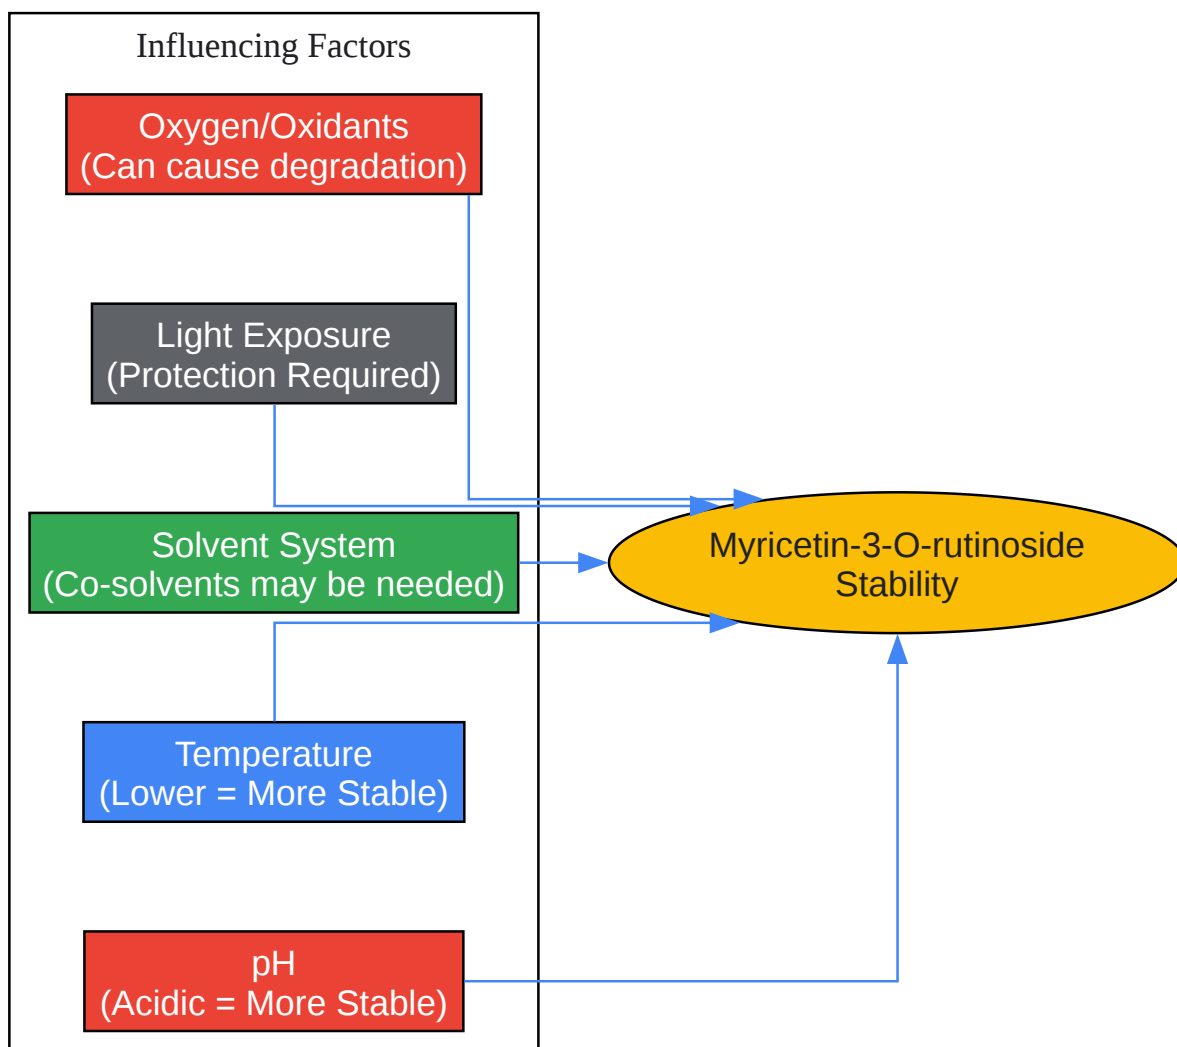 Influencing Factors
Oxygen/Oxidants
(Can cause degradation)
Light Exposure
(Protection Required)
Solvent System
(Co-solvents may be needed)
Myricetin-3-O-rutinoside
Stability
Temperature
(Lower = More Stable)
pH
(Acidic = More Stable)